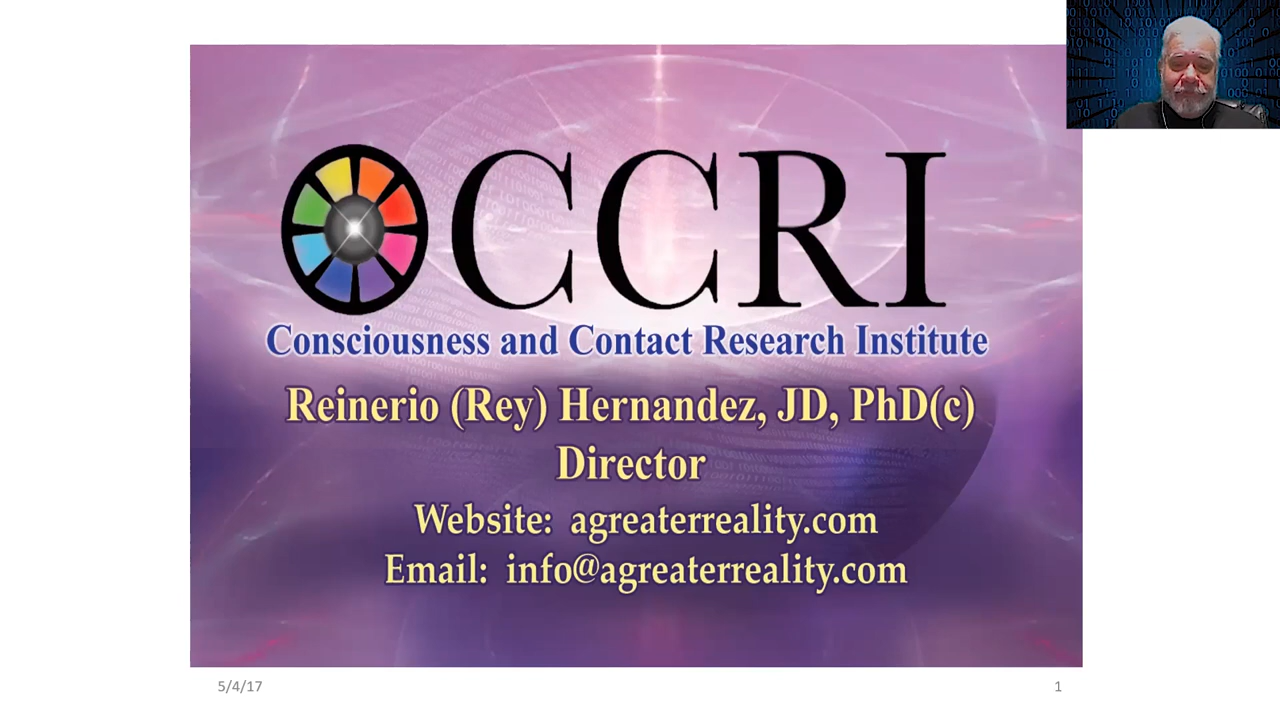 CCRI
Consciousness and Contact Research Institute
Reinerio (Rey) Hernandez, JD, PhD(c)
Director
Website: agreaterreality.com
Email: info@agreaterreality.com
5/4/17
1